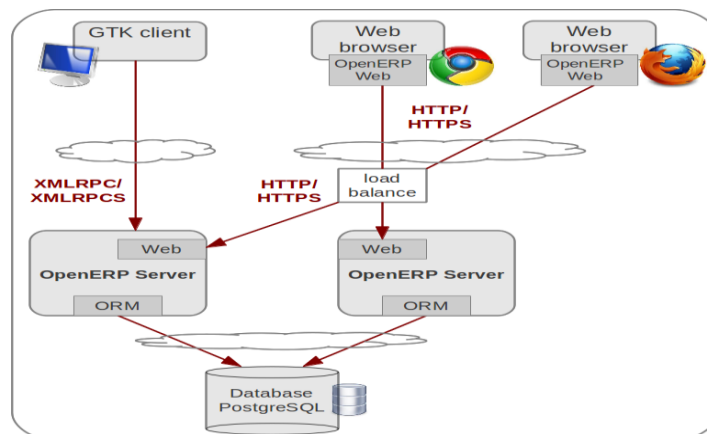 GTK client
Web
browser
OpenERP
Web
Web
browser
OpenERP
Web
HTTP/
HTTPS
XMLRPC/
XMLRPCS
HTTP/
HTTPS
load
balance
Web
OpenERP Server
ORM
Web
OpenERP Server
ORM
Database
PostgreSQL